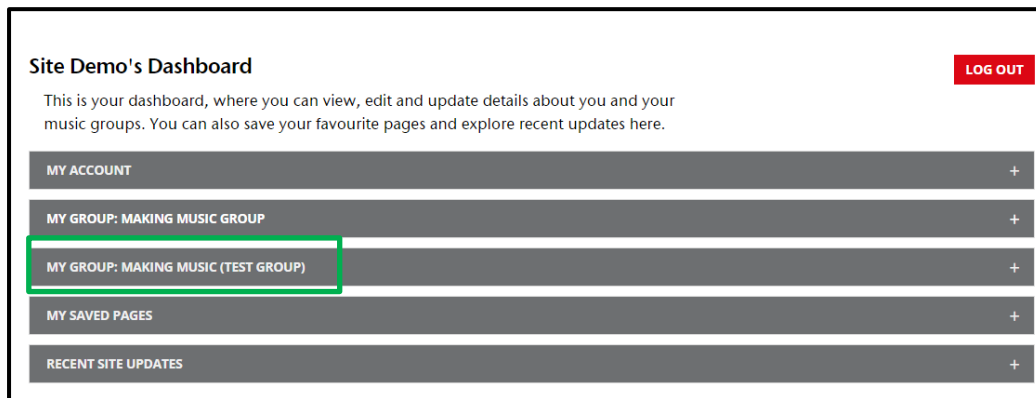 Site Demo's Dashboard
LOG OUT
This is your dashboard, where you can view, edit and update details about you and your
music groups. You can also save your favourite pages and explore recent updates here.
MY ACCOUNT +
MY GROUP: MAKING MUSIC GROUP +
MY GROUP: MAKING MUSIC (TEST GROUP) +
MY SAVED PAGES +
RECENT SITE UPDATES +